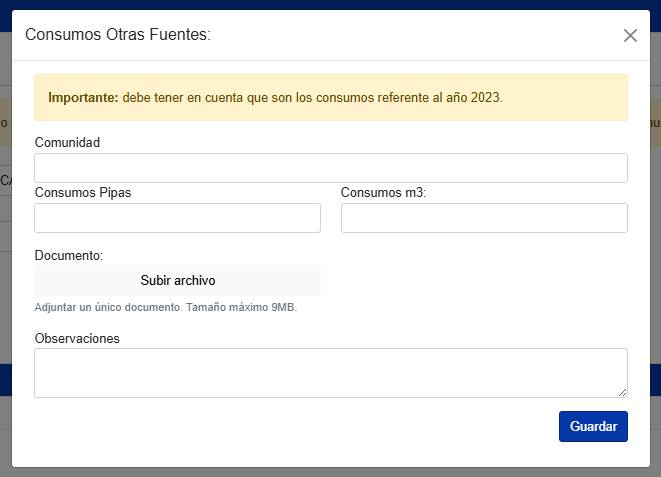 Consumos Otras Fuentes:
Importante: debe tener en cuenta que son los consumos referente al año 2023.
Comunidad
Consumos Pipas
Consumos m3:
Documento:
Subir archivo
Adjuntar un único documento. Tamaño máximo 9MB.
Observaciones
Guardar